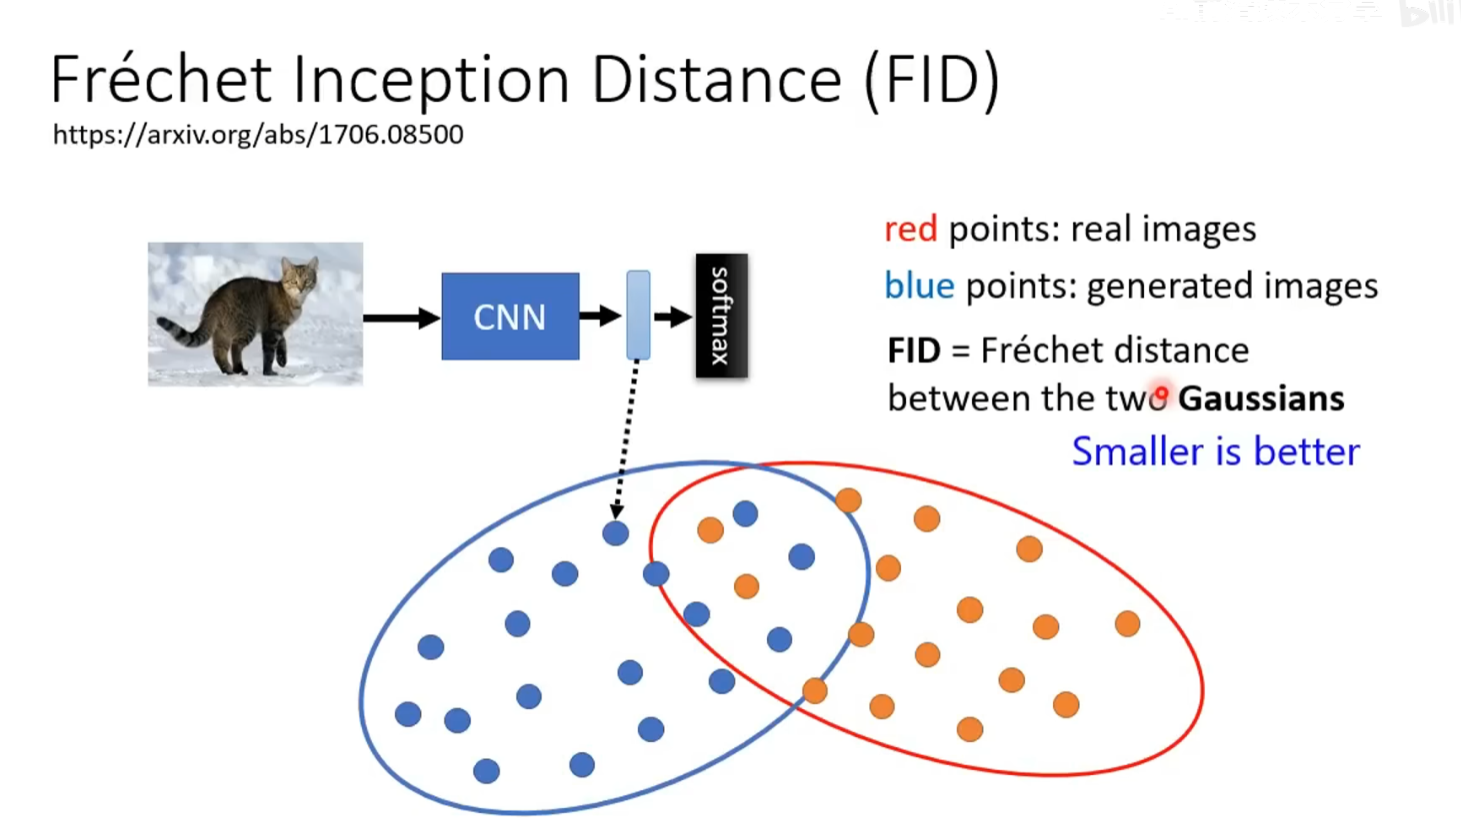 Fréchet Inception Distance (FID)
https://arxiv.org/abs/1706.08500
CNN
softmax
red points: real images
blue points: generated images
FID = Fréchet distance
between the two Gaussians
Smaller is better